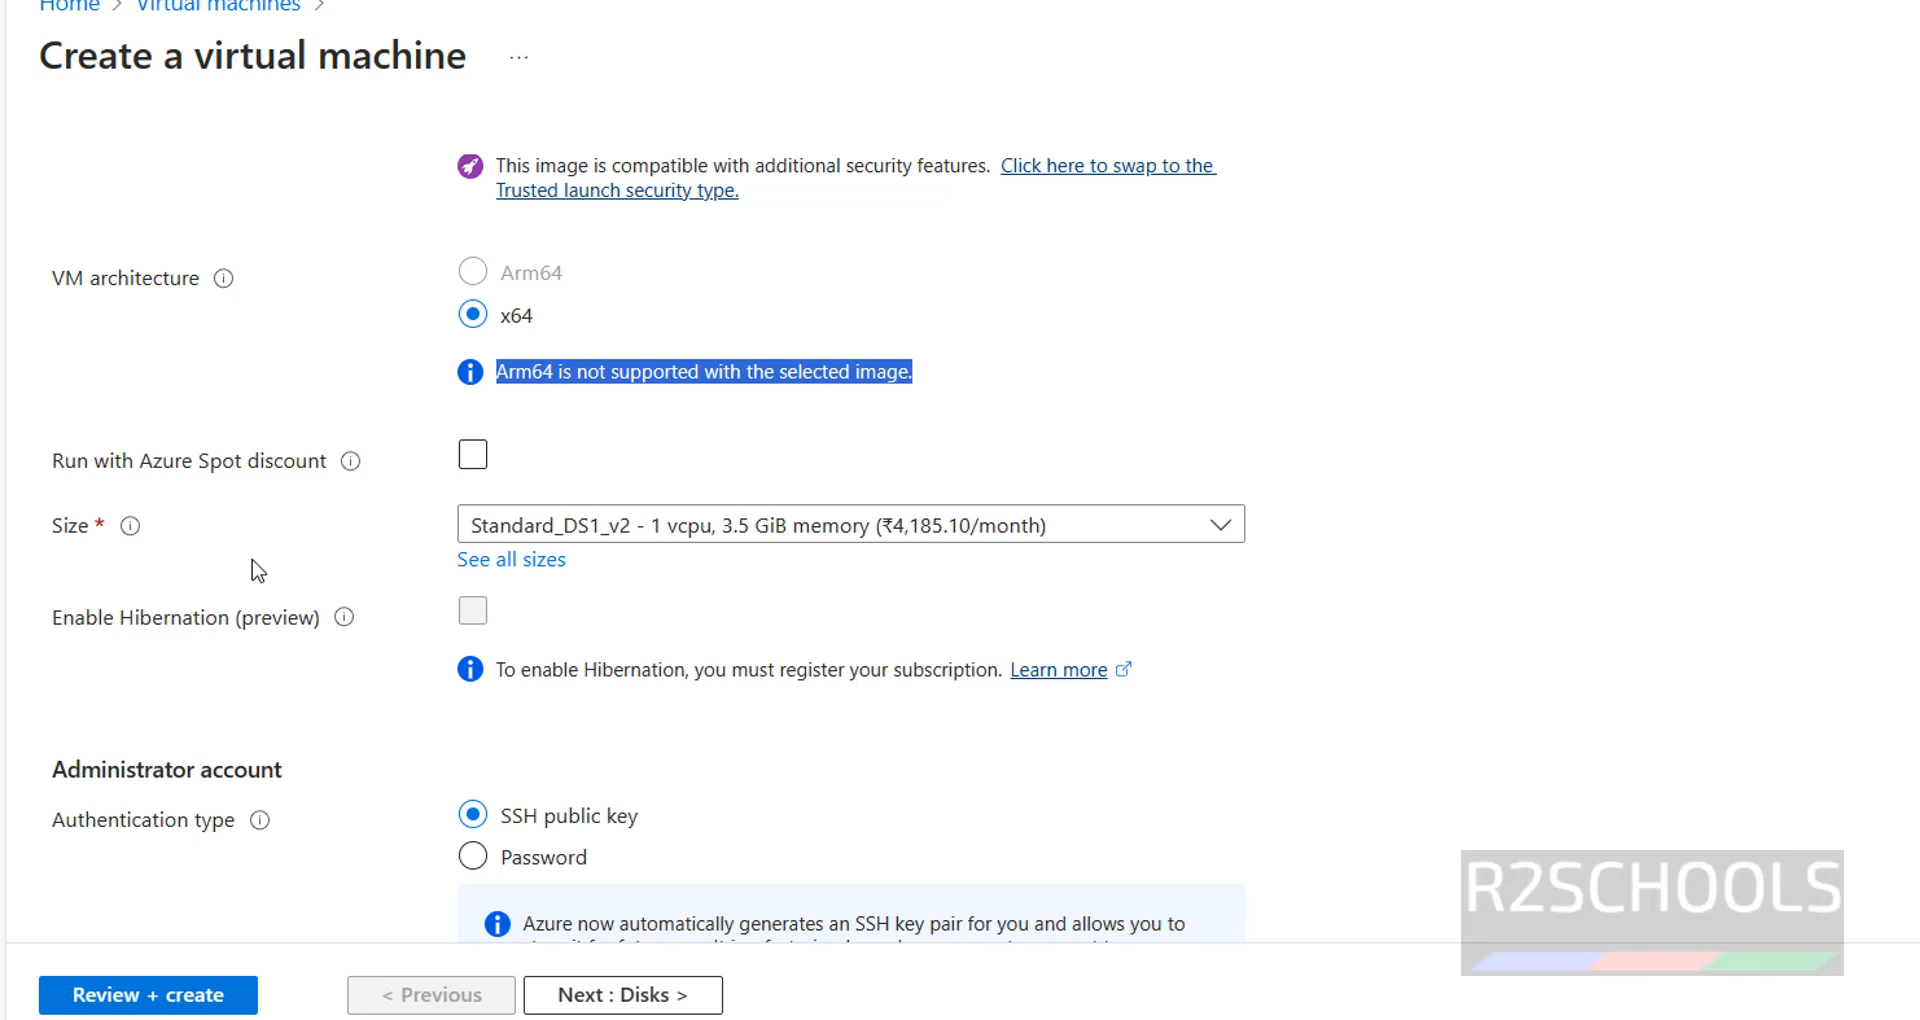 Home > Virtual machines >
Create a virtual machine ...
This image is compatible with additional security features. Click here to swap to the
Trusted launch security type.
VM architecture
Arm64
x64
Arm64 is not supported with the selected image.
Run with Azure Spot discount
Size *
Standard_DS1_v2 - 1 vcpu, 3.5 GiB memory (₹4,185.10/month)
See all sizes
Enable Hibernation (preview)
To enable Hibernation, you must register your subscription. Learn more
Administrator account
Authentication type
SSH public key
Password
Azure now automatically generates an SSH key pair for you and allows you to
R2SCHOOLS
Review + create
< Previous
Next : Disks >